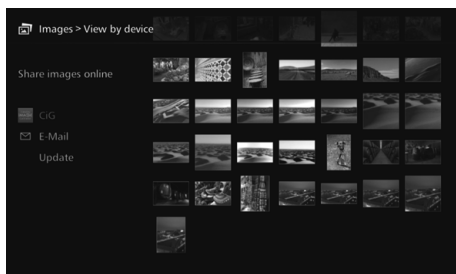 Images > View by device
Share images online
CiG
E-Mail
Update